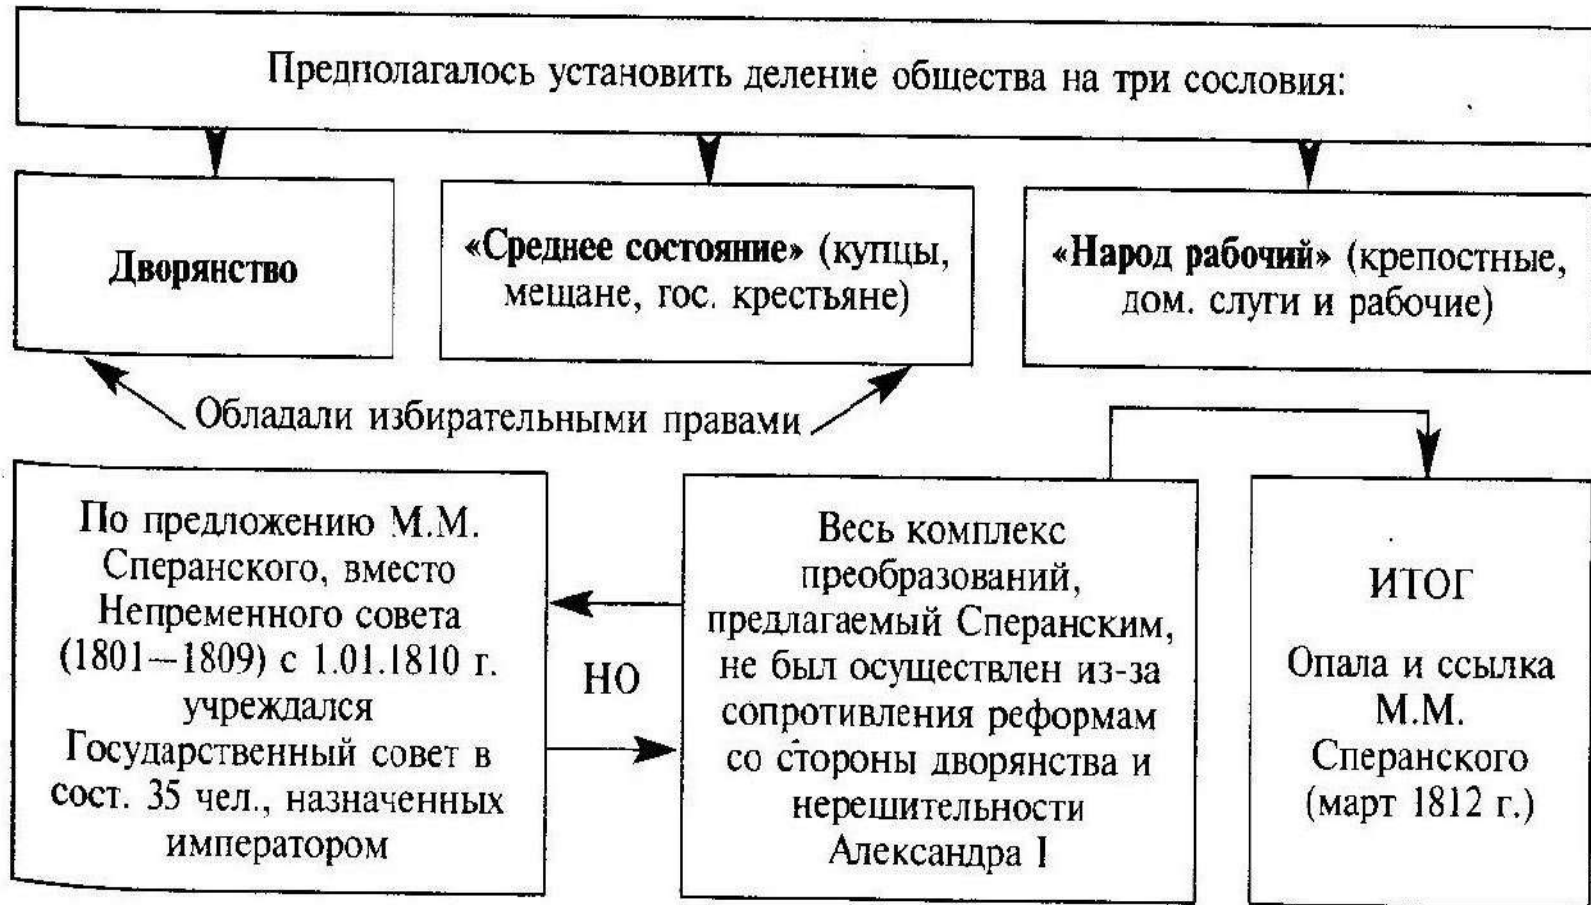 Предполагалось установить деление общества на три сословия:
Дворянство
«Среднее состояние» (купцы,
мещане, гос. крестьяне)
«Народ рабочий» (крепостные,
дом. слуги и рабочие)
Обладали избирательными правами
По предложению М.М.
Сперанского, вместо
Непременного совета
(1801—1809) с 1.01.1810 г.
учреждался
Государственный совет в
сост. 35 чел., назначенных
императором
НО
Весь комплекс
преобразований,
предлагаемый Сперанским,
не был осуществлен из-за
сопротивления реформам
со стороны дворянства и
нерешительности
Александра I
ИТОГ
Опала и ссылка
М.М.
Сперанского
(март 1812 г.)